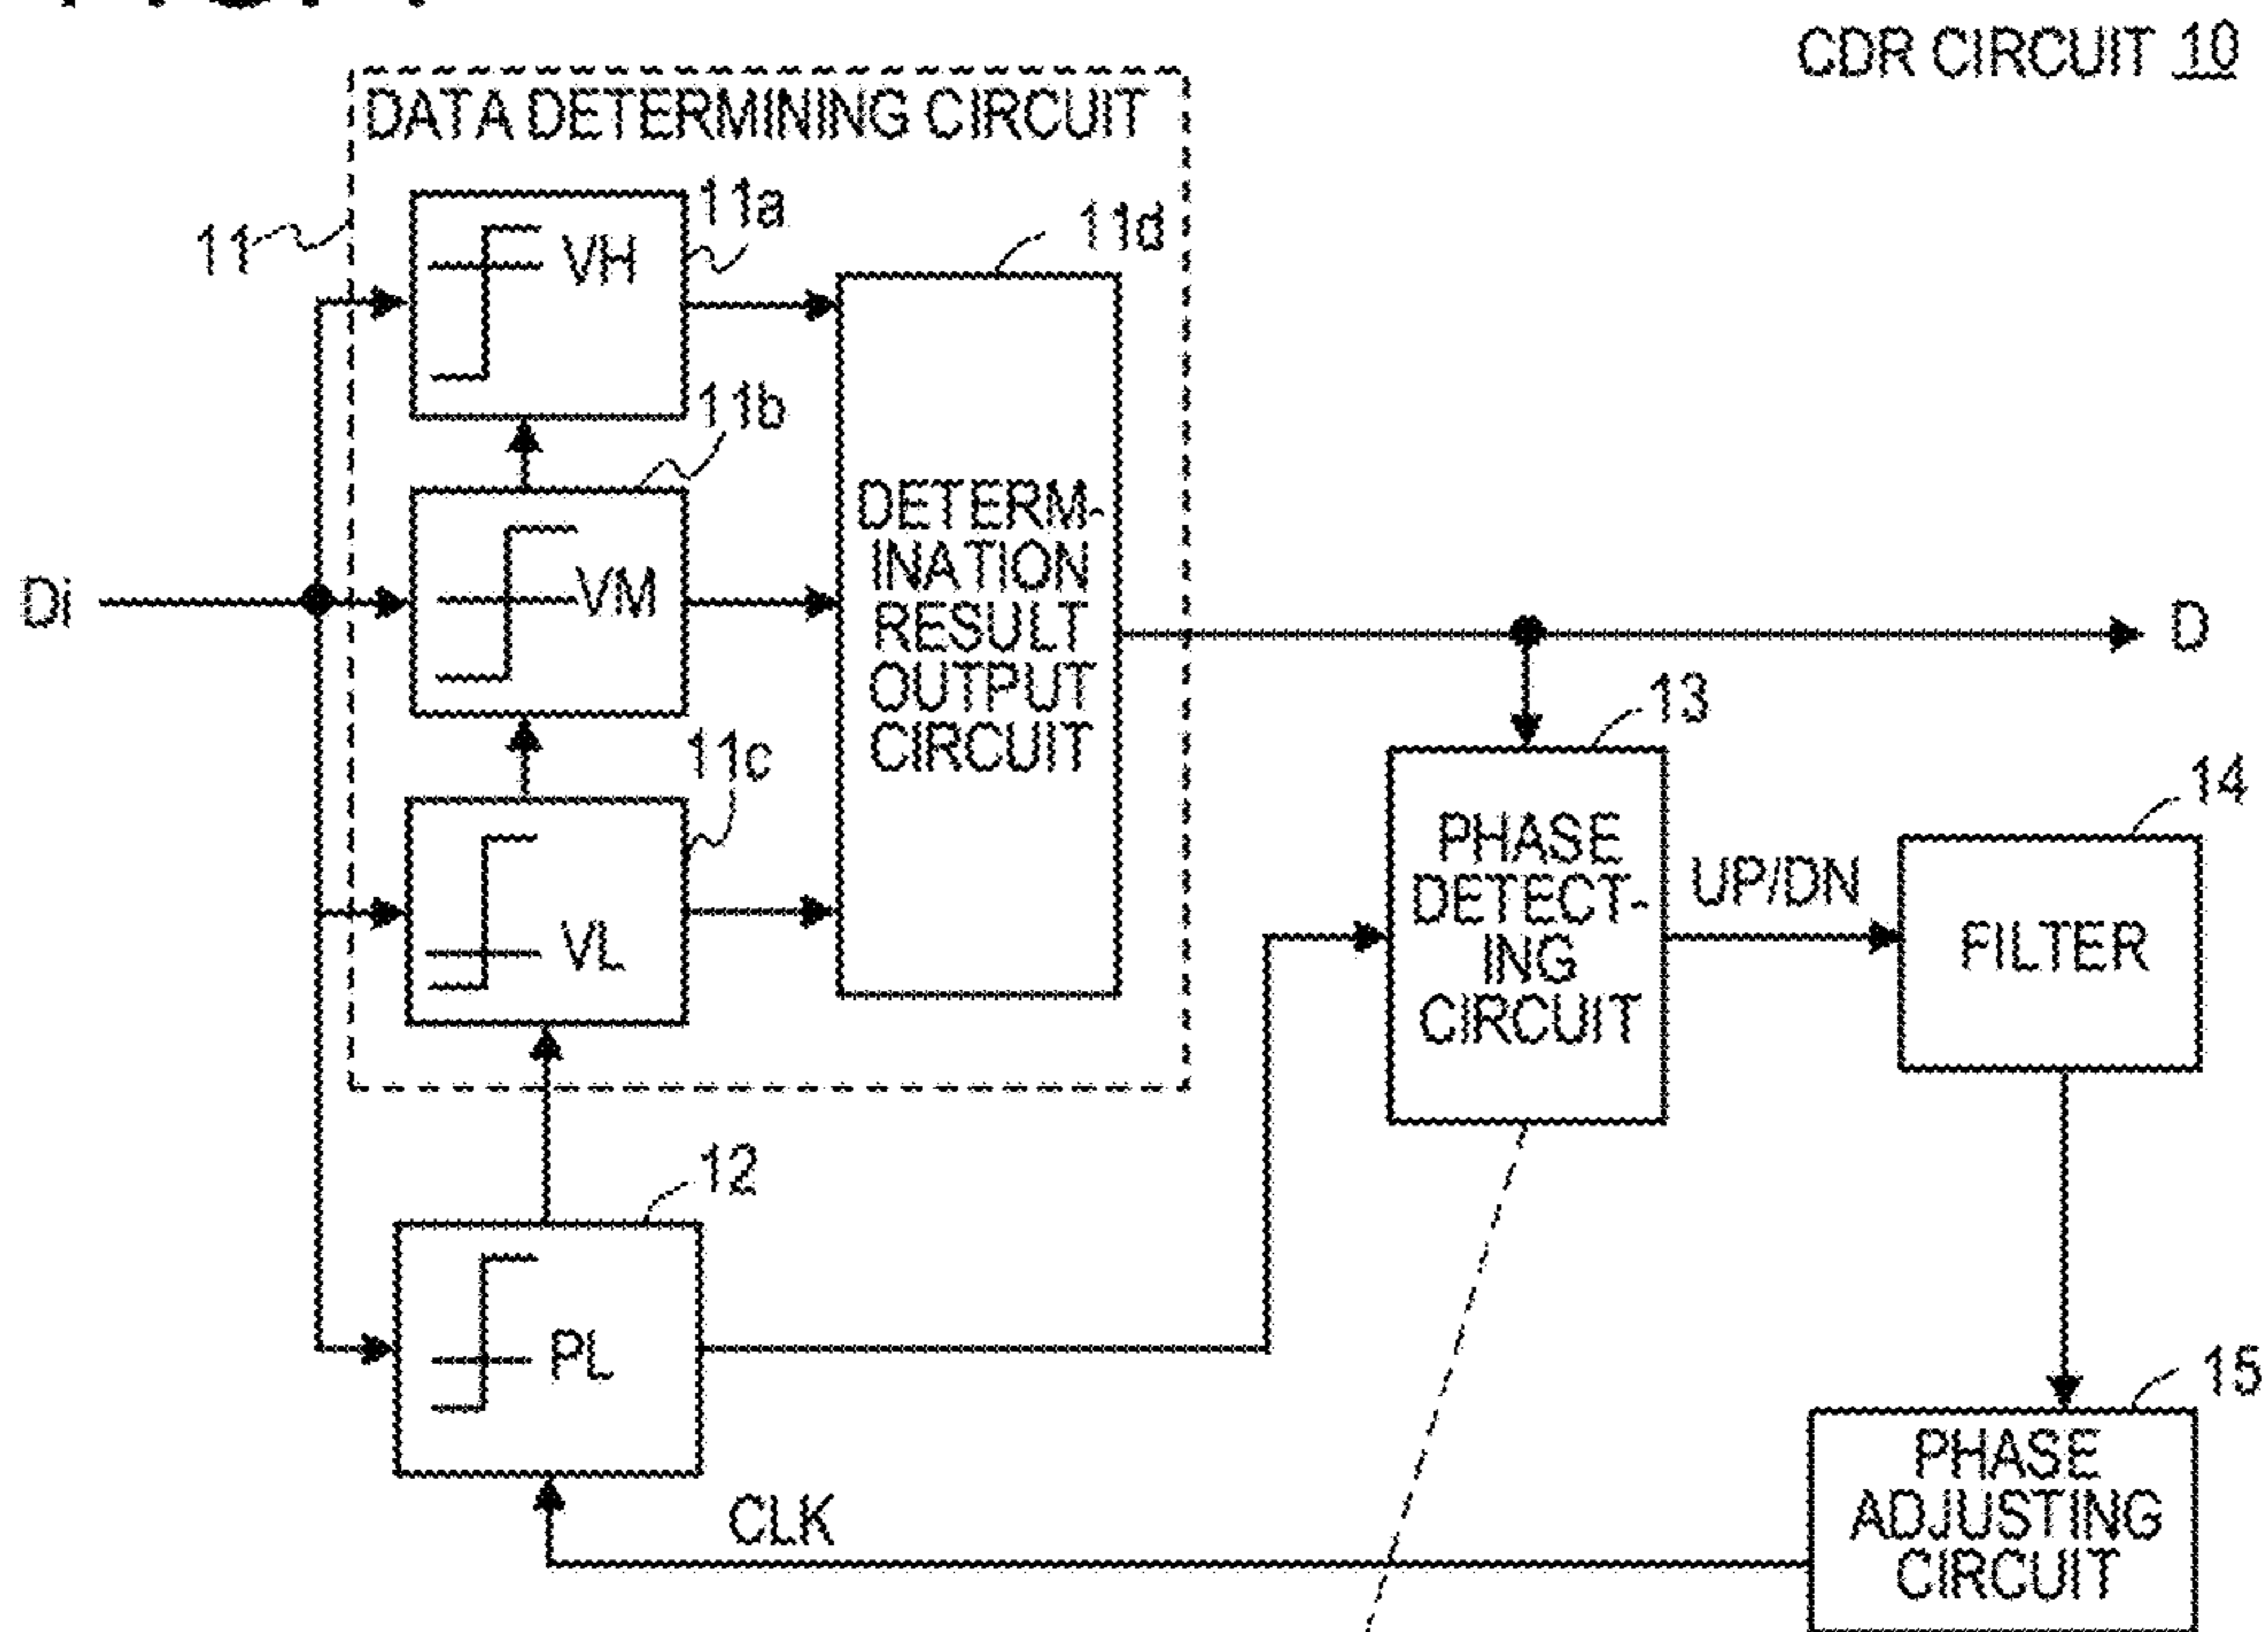 CDR CIRCUIT 10
DATA DETERMINING CIRCUIT
11
VH
11a
11d
11b
Di
VM
DETERM-
INATION
RESULT
OUTPUT
CIRCUIT
D
11c
VL
13
PHASE
DETECT-
ING
CIRCUIT
UP/DN
14
FILTER
12
PL
CLK
15
PHASE
ADJUSTING
CIRCUIT